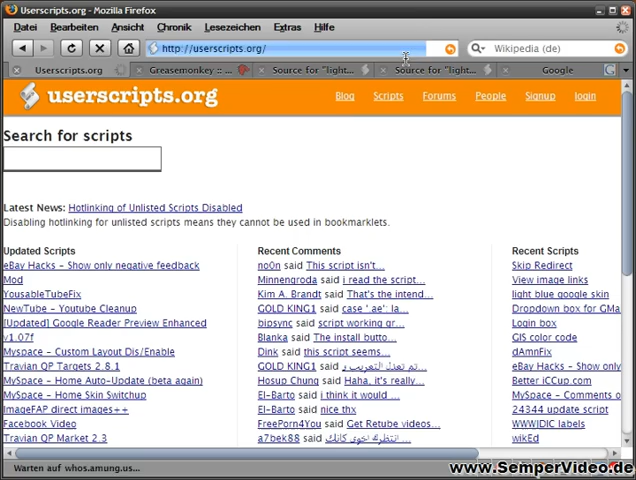 Userscripts.org - Mozilla Firefox
Datei Bearbeiten Ansicht Chronik Lesezeichen Extras Hilfe
http://userscripts.org/
Wikipedia (de)
Userscripts.org
Greasemonkey ::
Source for "light...
Source for "light...
Google
userscripts.org
Blog Scripts Forums People Signup login
Search for scripts
Latest News: Hotlinking of Unlisted Scripts Disabled
Disabling hotlinking for unlisted scripts means they cannot be used in bookmarklets.
Updated Scripts
eBay Hacks – Show only negative feedback
Mod
YousableTubeFix
NewTube – Youtube Cleanup
[Updated] Google Reader Preview Enhanced
v1.07f
Myspace – Custom Layout Dis/Enable
Travian QP Targets 2.8.1
MySpace – Home Auto-Update (beta again)
MySpace – Home Skin Switchup
ImageFAP direct images++
Facebook Video
Travian QP Market 2.3
Recent Comments
no0n said This script isn't...
Minnengroda said i read the script...
Kim A. Brandt said That's the intend...
GOLD KING1 said case '.ae': la...
bipsync said script working gr...
Blanka said The install butto...
Dink said this script seems...
GOLD KING1 said تم تعديل التعريب و...
Hosup Chung said Haha, it's really...
El-Barto said i think it would ...
El-Barto said nice thx
FreePorn4You said Get Retube videos...
a7bek88 said انتظرك اخوى كانك...
Recent Scripts
Skip Redirect
View image links
light blue google skin
Dropdown box for GMa
Login box
GIS color code
dAmnFix
eBay Hacks – Show only
Better iCCup.com
MySpace – Comments o
24344 update script
WWWIDIC labels
wikEd
Warten auf whos.amung.us...
www.SemperVideo.de